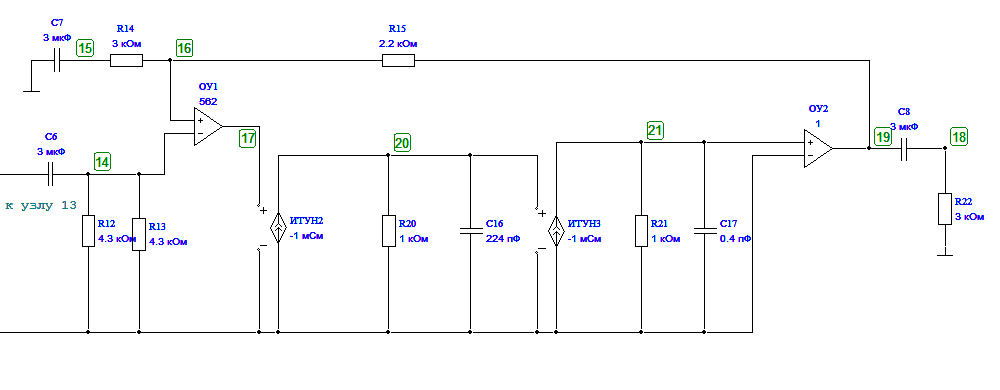 C7
3 мкФ
15
R14
3 кОм
16
R15
2.2 кОм
ОУ1
562
+
−
17
ОУ2
1
+
−
19
C8
3 мкФ
18
C6
3 мкФ
14
20
21
к узлу 13
R12
4.3 кОм
R13
4.3 кОм
+
−
ИТУН2
-1 мСм
R20
1 кОм
C16
224 пФ
+
−
ИТУН3
-1 мСм
R21
1 кОм
C17
0.4 пФ
R22
3 кОм